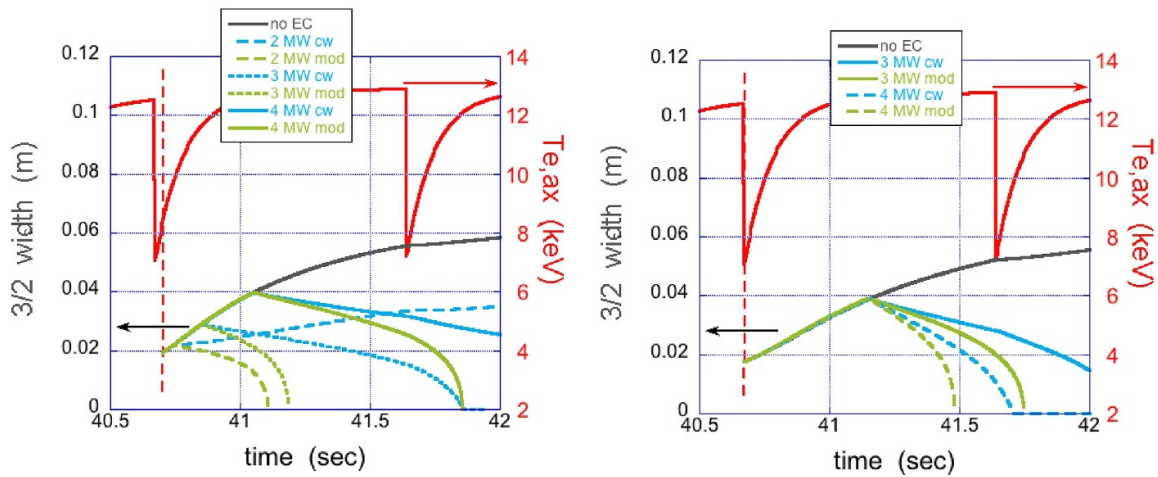 no EC
2 MW cw
2 MW mod
3 MW cw
3 MW mod
4 MW cw
4 MW mod
0.12
0.1
0.08
0.06
0.04
0.02
0
3/2 width (m)
14
12
10
8
6
4
2
Te,ax (keV)
40.5
41
41.5
42
time (sec)
no EC
3 MW cw
3 MW mod
4 MW cw
4 MW mod
0.12
0.1
0.08
0.06
0.04
0.02
0
3/2 width (m)
14
12
10
8
6
4
2
Te,ax (keV)
40.5
41
41.5
42
time (sec)